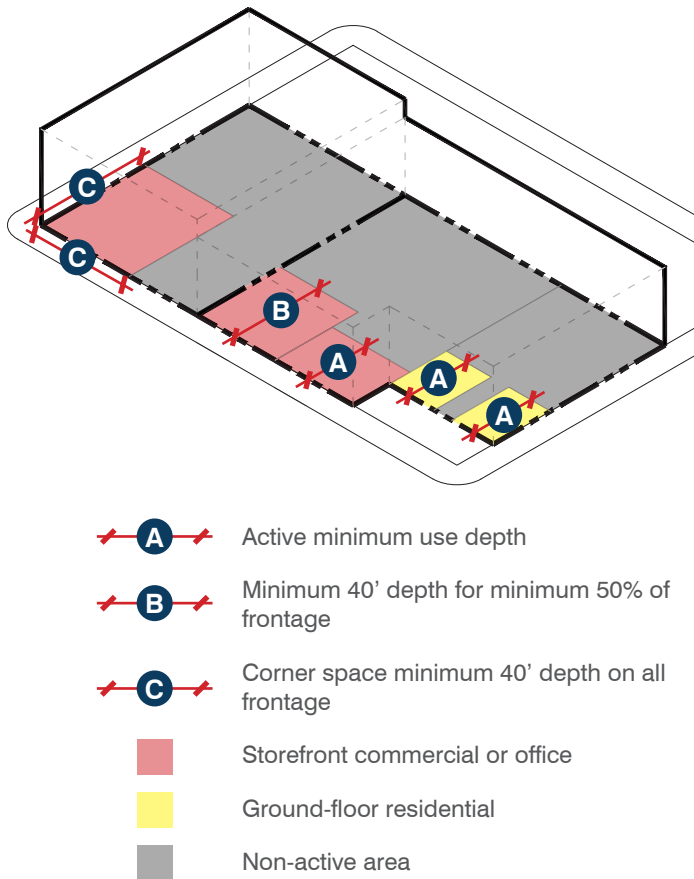 C
C
B
A
A
A
A Active minimum use depth
B Minimum 40’ depth for minimum 50% of
frontage
C Corner space minimum 40’ depth on all
frontage
Storefront commercial or office
Ground-floor residential
Non-active area